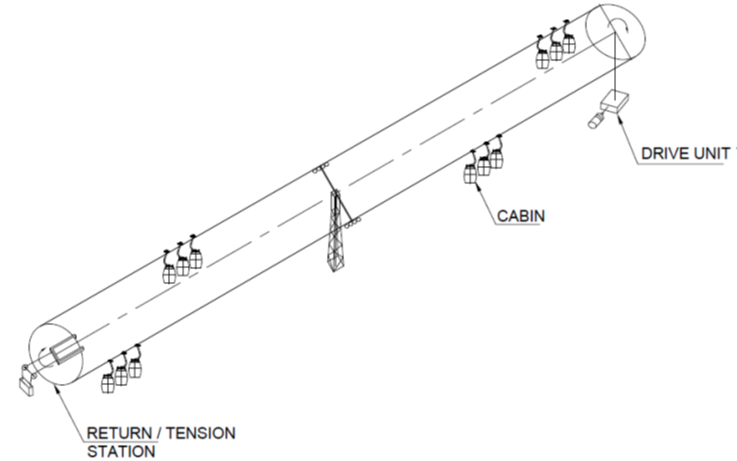 DRIVE UNIT
CABIN
RETURN / TENSION
STATION